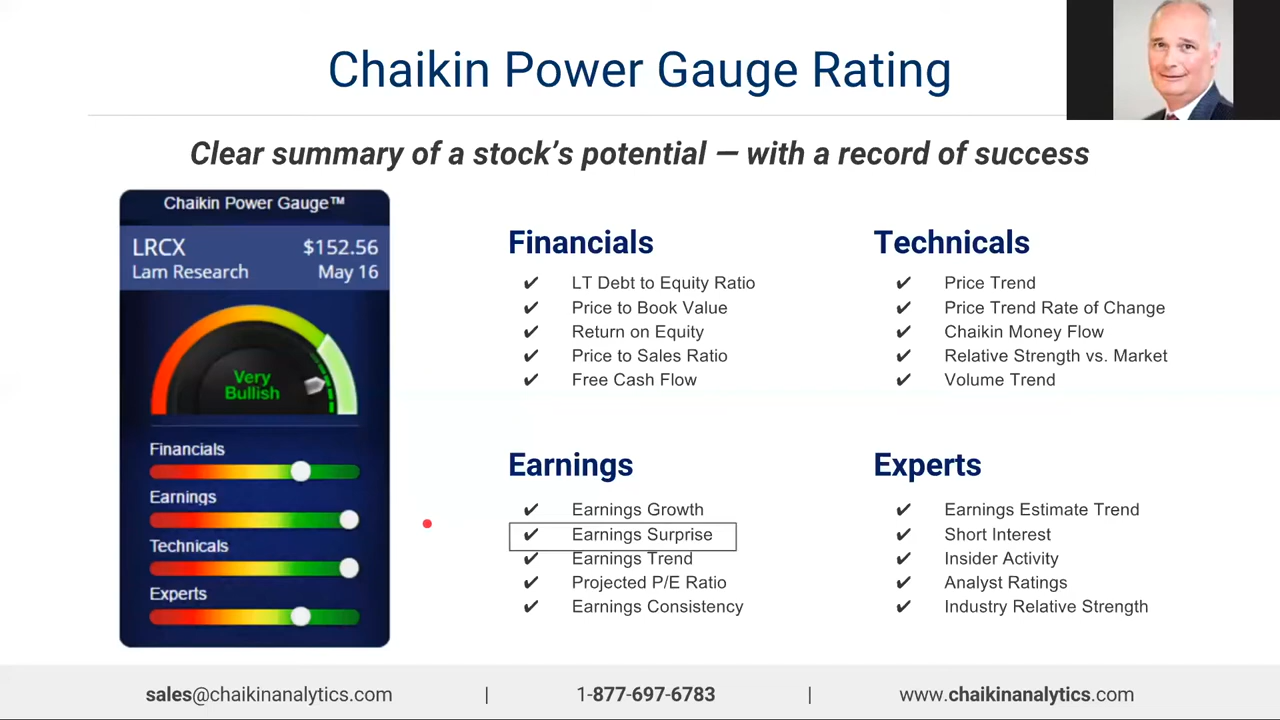 Chaikin Power Gauge Rating
Clear summary of a stock's potential — with a record of success
Chaikin Power Gauge™
LRCX $152.56
Lam Research May 16
Very
Bullish
Financials
Earnings
Technicals
Experts
Financials
✔ LT Debt to Equity Ratio
✔ Price to Book Value
✔ Return on Equity
✔ Price to Sales Ratio
✔ Free Cash Flow
Technicals
✔ Price Trend
✔ Price Trend Rate of Change
✔ Chaikin Money Flow
✔ Relative Strength vs. Market
✔ Volume Trend
Earnings
✔ Earnings Growth
✔ Earnings Surprise
✔ Earnings Trend
✔ Projected P/E Ratio
✔ Earnings Consistency
Experts
✔ Earnings Estimate Trend
✔ Short Interest
✔ Insider Activity
✔ Analyst Ratings
✔ Industry Relative Strength
sales@chaikinanalytics.com | 1-877-697-6783 | www.chaikinanalytics.com